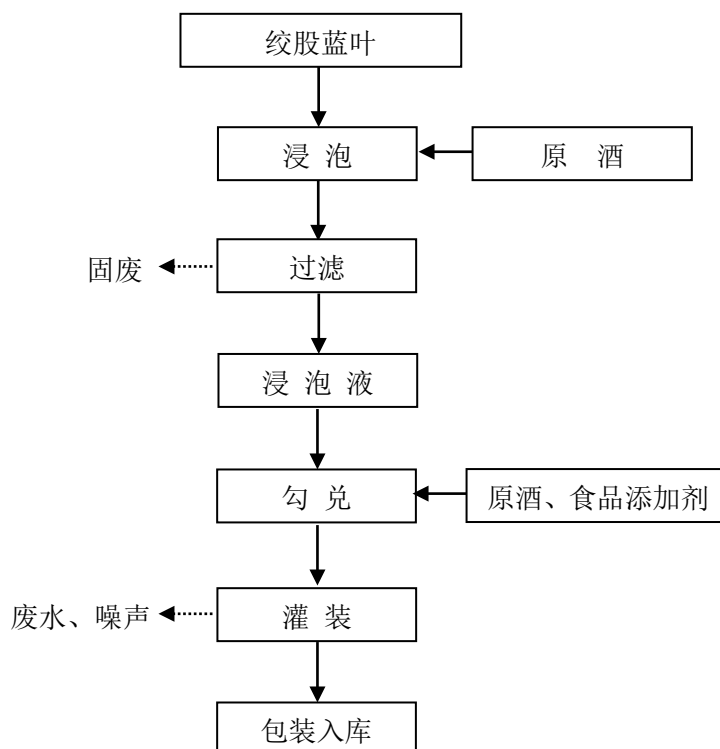 绞股蓝叶
浸 泡
原 酒
固废
过滤
浸 泡 液
勾 兑
原酒、食品添加剂
废水、噪声
灌 装
包装入库